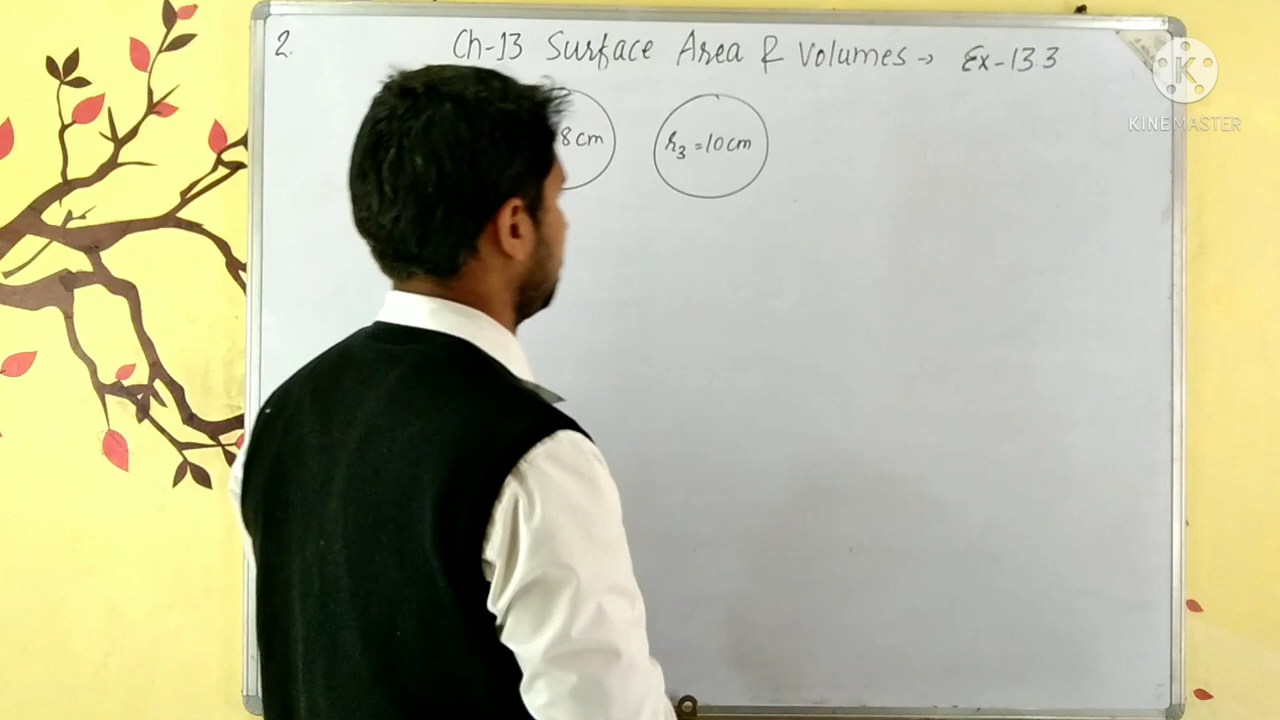 2. Ch-13 Surface Area & Volumes → Ex-13.3
8cm r₃ = 10cm
K
KINEMASTER